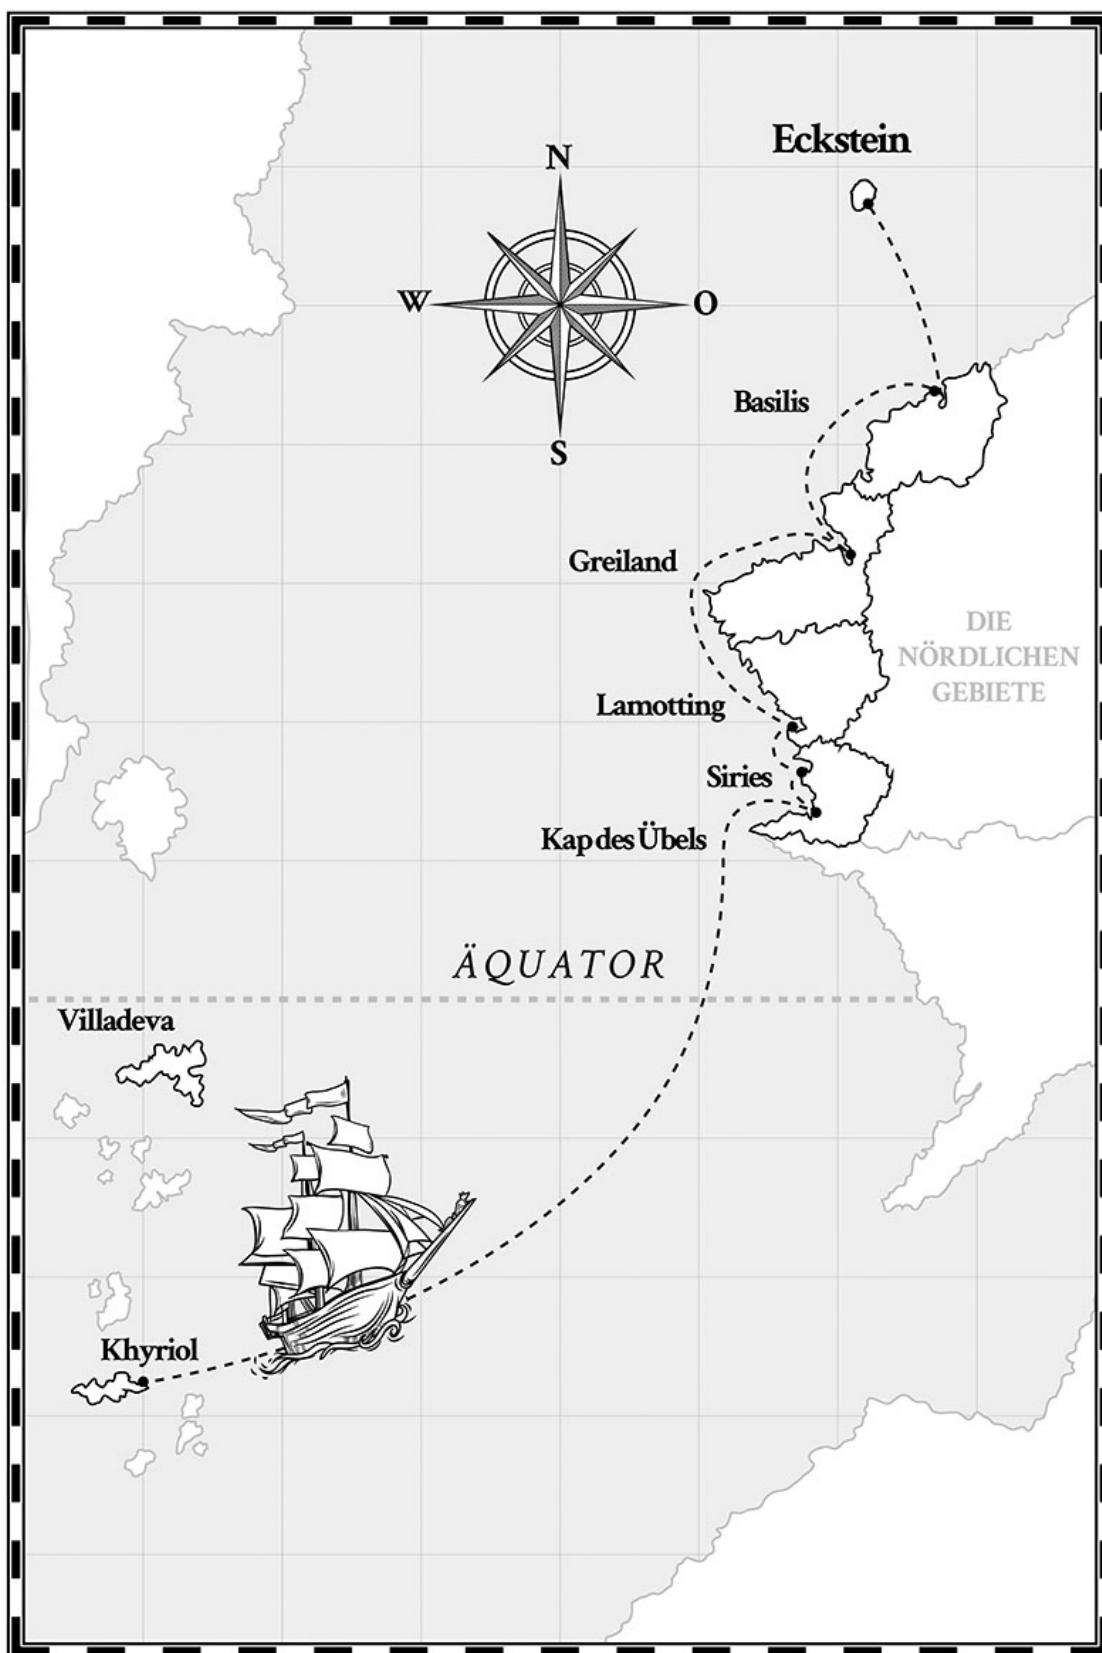 Eckstein
N
W
O
S
Basilis
Greiland
DIE
NÖRDLICHEN
GEBIETE
Lamotting
Siries
Kap des Übels
ÄQUATOR
Villadeva
Khyriol